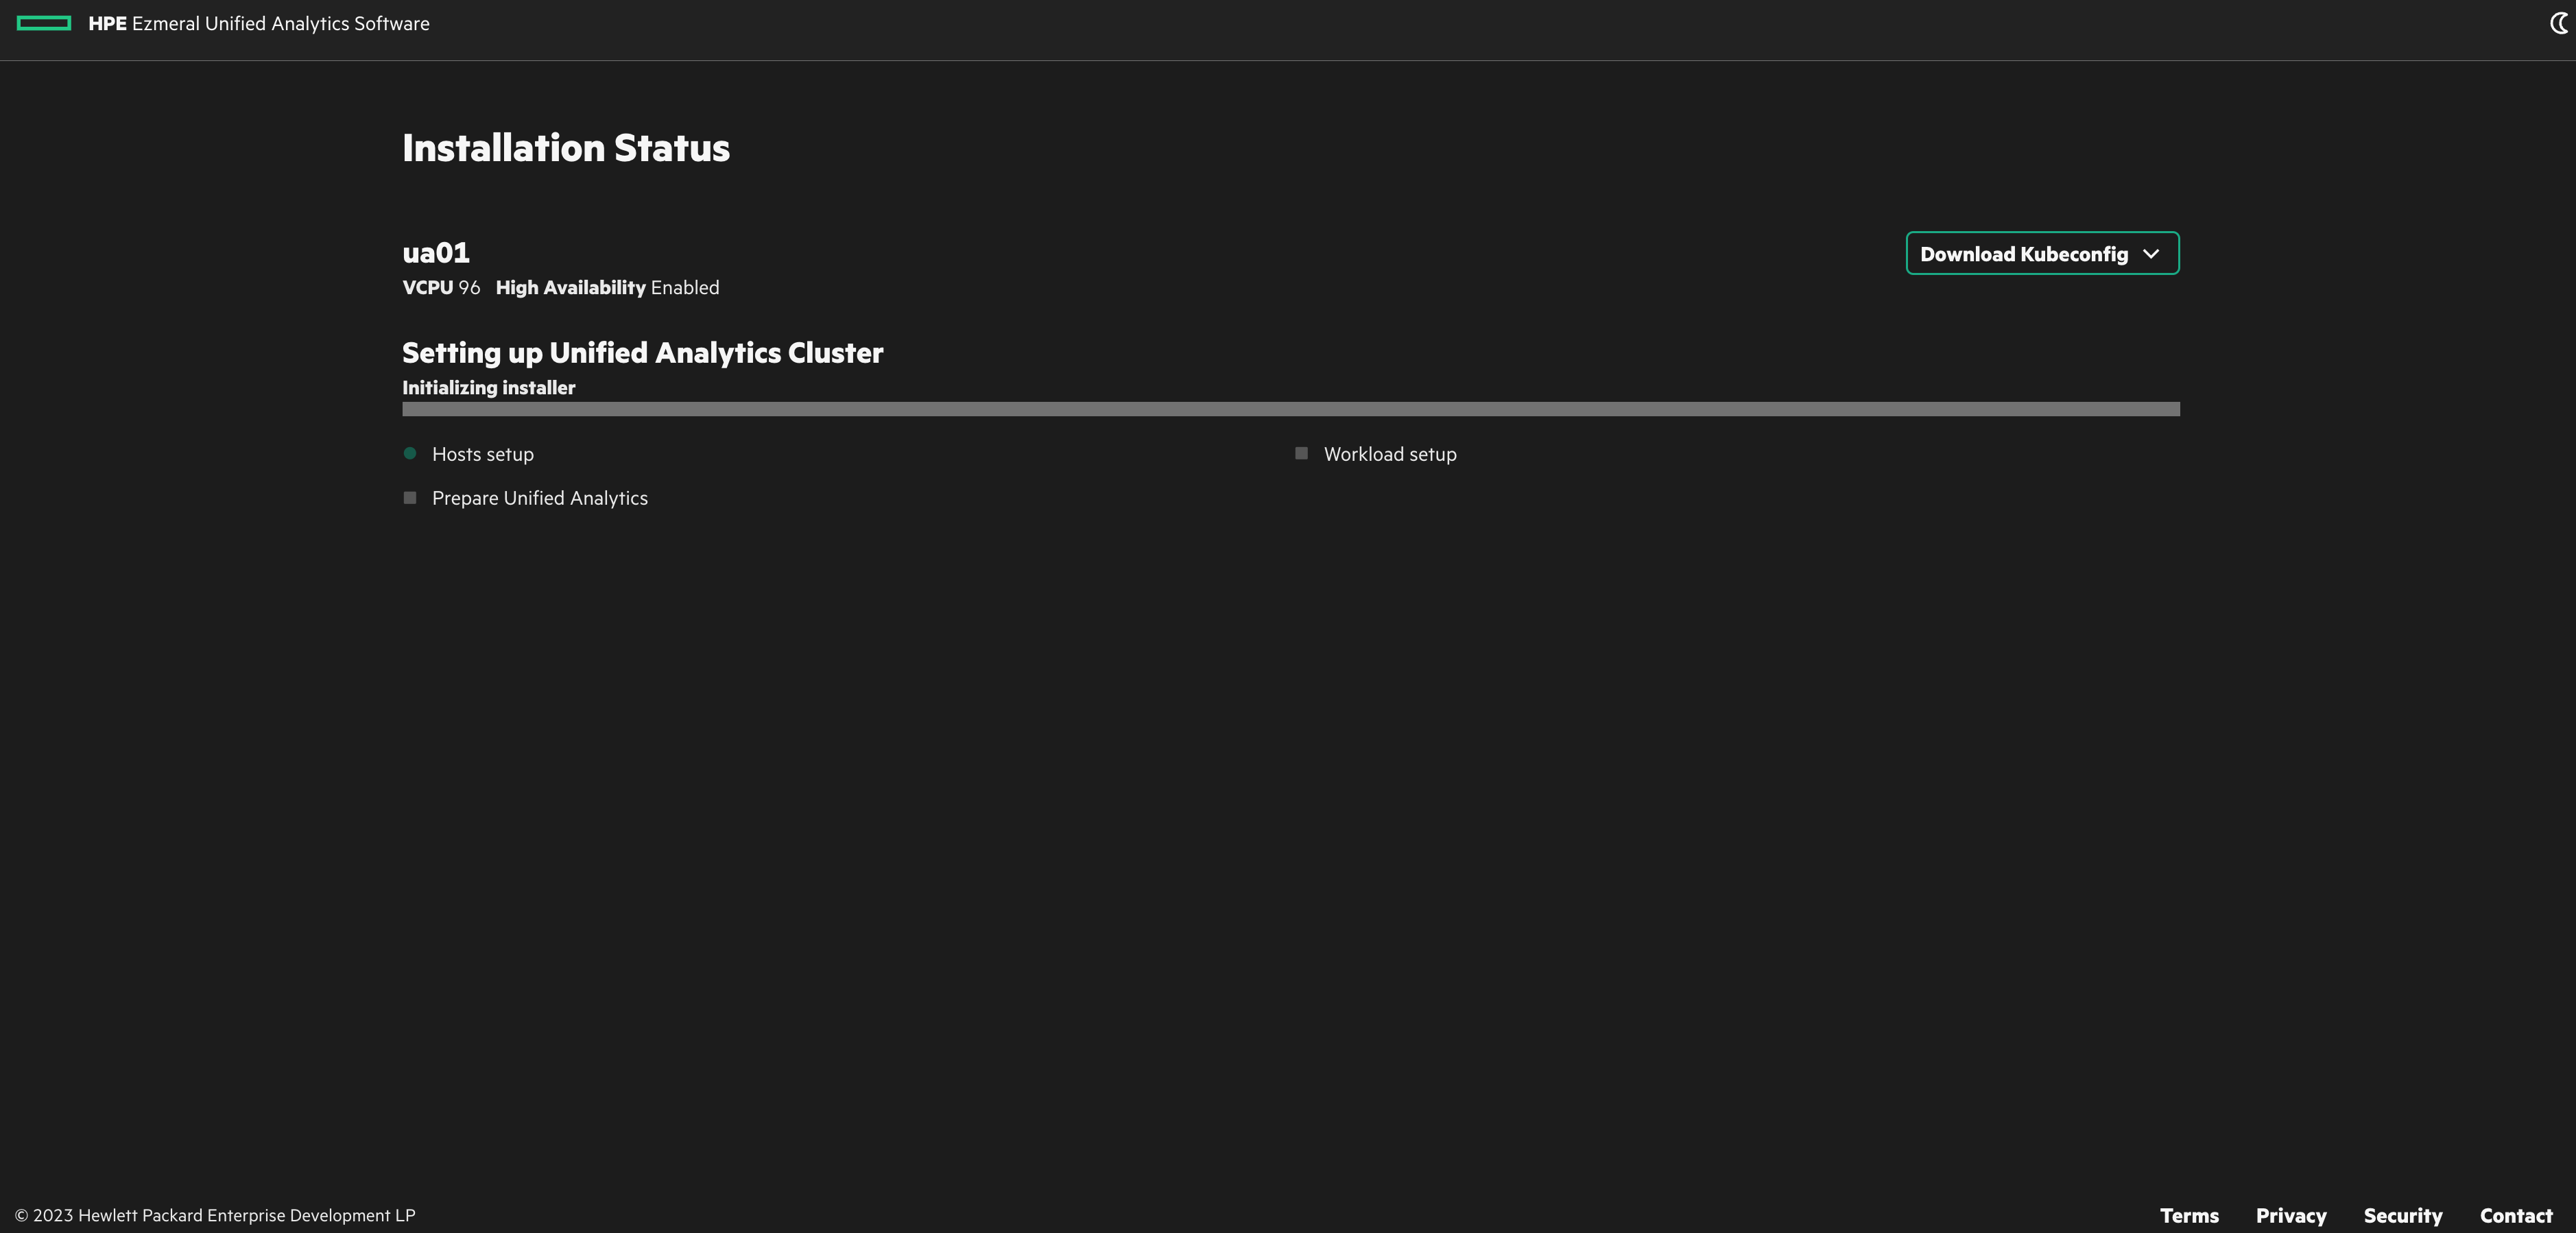 HPE Ezmeral Unified Analytics Software
Installation Status
ua01
Download Kubeconfig
VCPU 96 High Availability Enabled
Setting up Unified Analytics Cluster
Initializing installer
Hosts setup
Workload setup
Prepare Unified Analytics
© 2023 Hewlett Packard Enterprise Development LP
Terms Privacy Security Contact